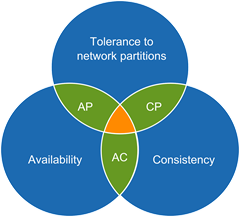 Tolerance to
network partitions
AP
CP
Availability
AC
Consistency